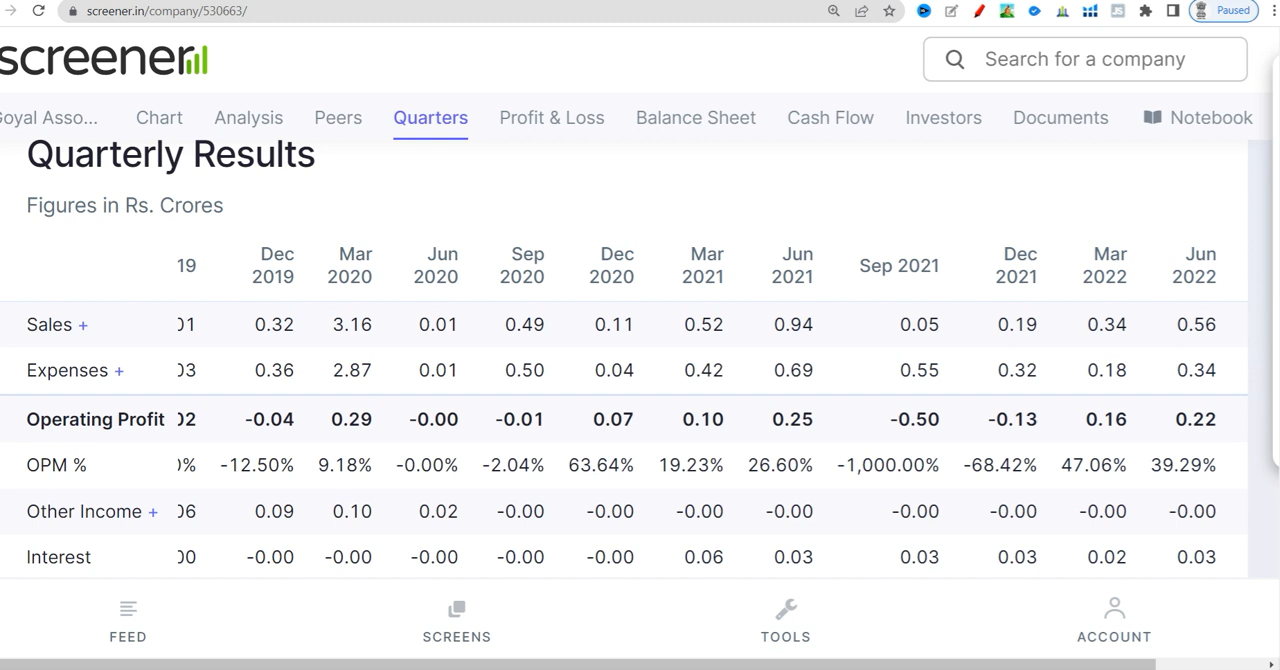 screener.in/company/530663/
Paused
screener
Search for a company
Goyal Asso... Chart Analysis Peers Quarters Profit & Loss Balance Sheet Cash Flow Investors Documents Notebook
Quarterly Results
Figures in Rs. Crores
19 Dec 2019 Mar 2020 Jun 2020 Sep 2020 Dec 2020 Mar 2021 Jun 2021 Sep 2021 Dec 2021 Mar 2022 Jun 2022
Sales + 01 0.32 3.16 0.01 0.49 0.11 0.52 0.94 0.05 0.19 0.34 0.56
Expenses + 03 0.36 2.87 0.01 0.50 0.04 0.42 0.69 0.55 0.32 0.18 0.34
Operating Profit 02 -0.04 0.29 -0.00 -0.01 0.07 0.10 0.25 -0.50 -0.13 0.16 0.22
OPM % 0% -12.50% 9.18% -0.00% -2.04% 63.64% 19.23% 26.60% -1,000.00% -68.42% 47.06% 39.29%
Other Income + 06 0.09 0.10 0.02 -0.00 -0.00 -0.00 -0.00 -0.00 -0.00 -0.00 -0.00
Interest 00 -0.00 -0.00 -0.00 -0.00 -0.00 0.06 0.03 0.03 0.03 0.02 0.03
FEED SCREENS TOOLS ACCOUNT